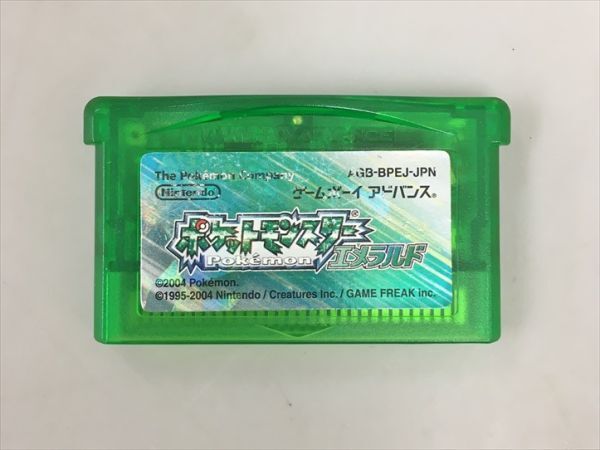 The Pokémon Company
AGB-BPEJ-JPN
Nintendo
ゲームボーイ アドバンス®
ポケットモンスター
Pokémon
エメラルド
©2004 Pokémon.
©1995-2004 Nintendo / Creatures Inc. / GAME FREAK inc.